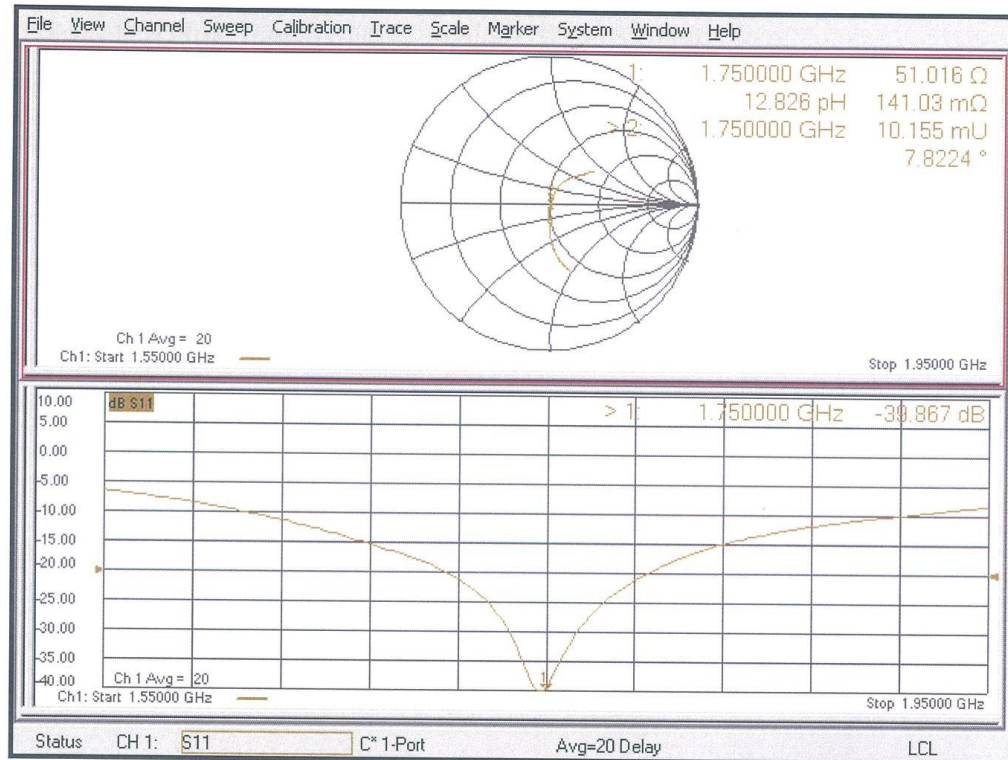 File View Channel Sweep Calibration Trace Scale Marker System Window Help
1: 1.750000 GHz 51.016 Ω
12.826 pH 141.03 mΩ
> 2: 1.750000 GHz 10.155 mU
7.8224 °
Ch 1 Avg = 20
Ch1: Start 1.55000 GHz
Stop 1.95000 GHz
dB S11
> 1: 1.750000 GHz -39.867 dB
10.00
5.00
0.00
-5.00
-10.00
-15.00
-20.00
-25.00
-30.00
-35.00
-40.00
1
Ch 1 Avg = 20
Ch1: Start 1.55000 GHz
Stop 1.95000 GHz
Status CH 1: S11 C* 1-Port Avg=20 Delay LCL